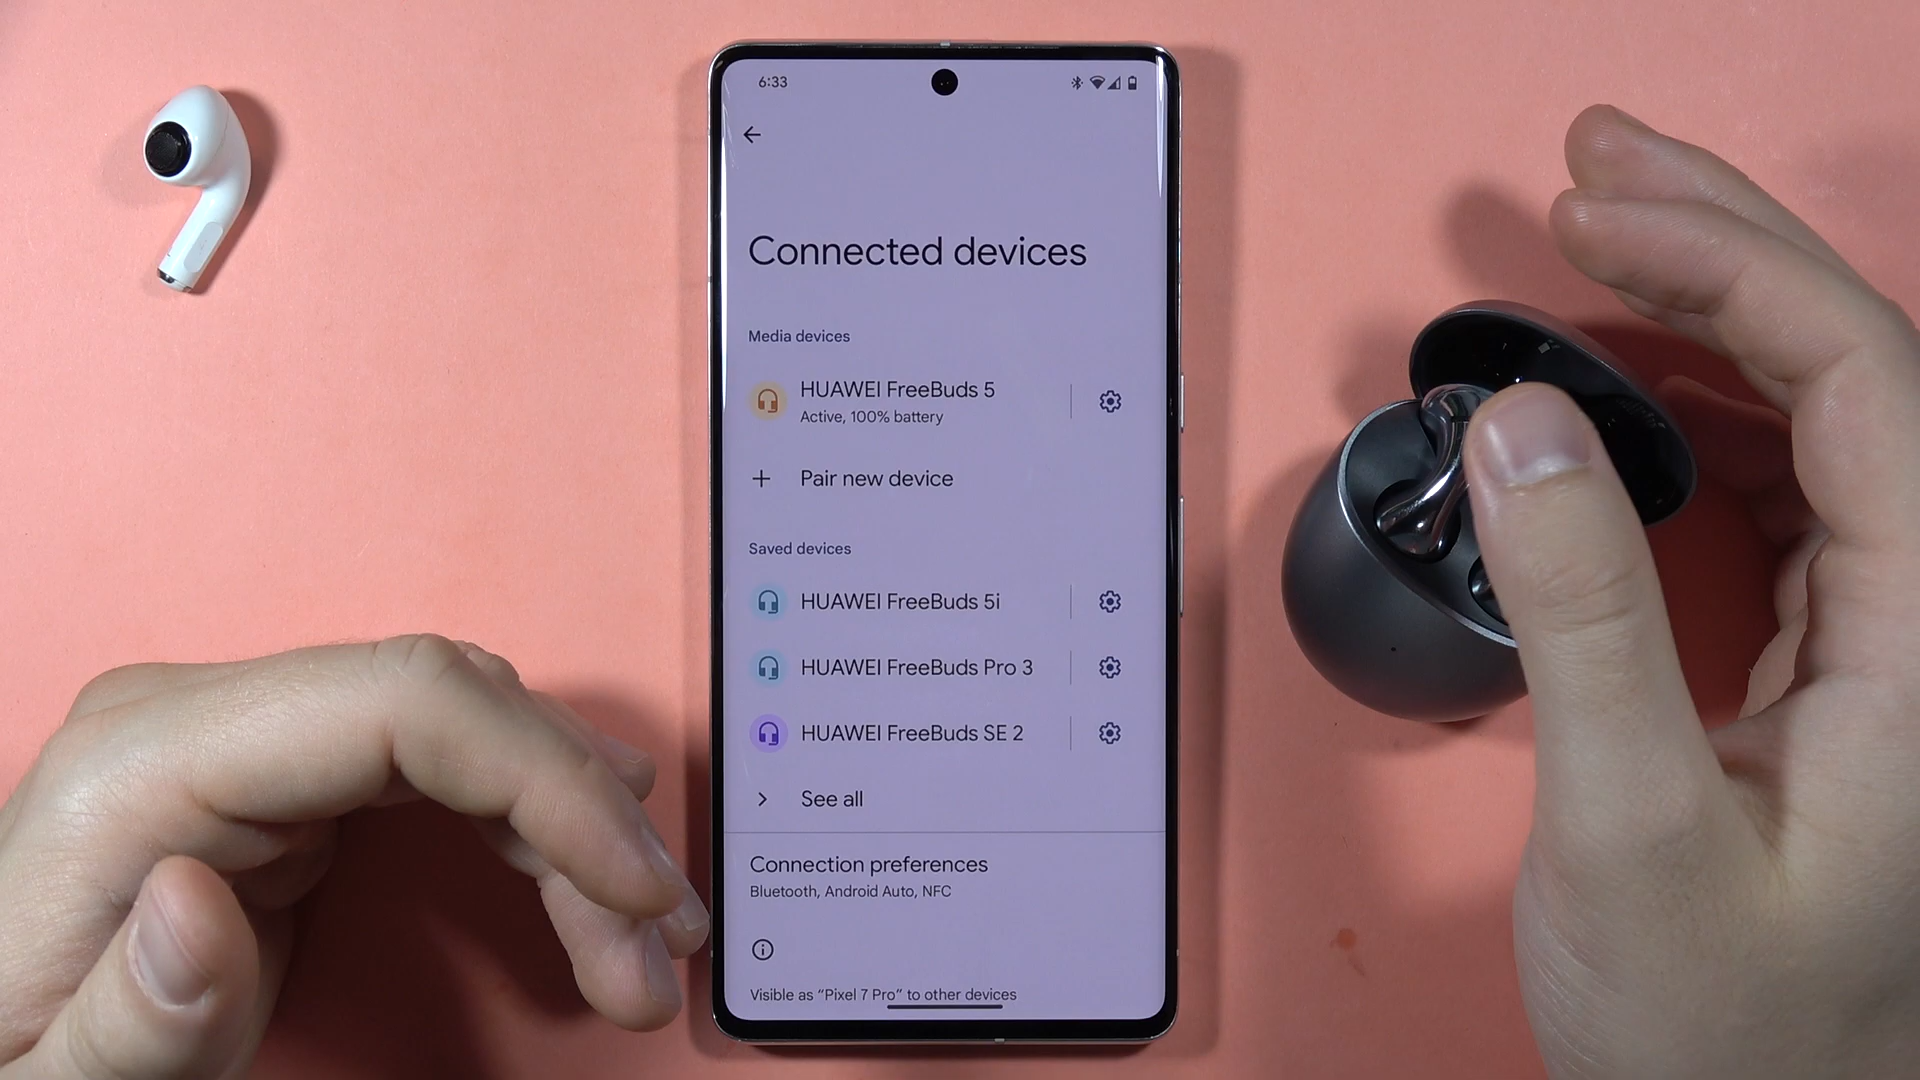 6:33
Connected devices
Media devices
HUAWEI FreeBuds 5
Active, 100% battery
Pair new device
Saved devices
HUAWEI FreeBuds 5i
HUAWEI FreeBuds Pro 3
HUAWEI FreeBuds SE 2
See all
Connection preferences
Bluetooth, Android Auto, NFC
Visible as “Pixel 7 Pro” to other devices